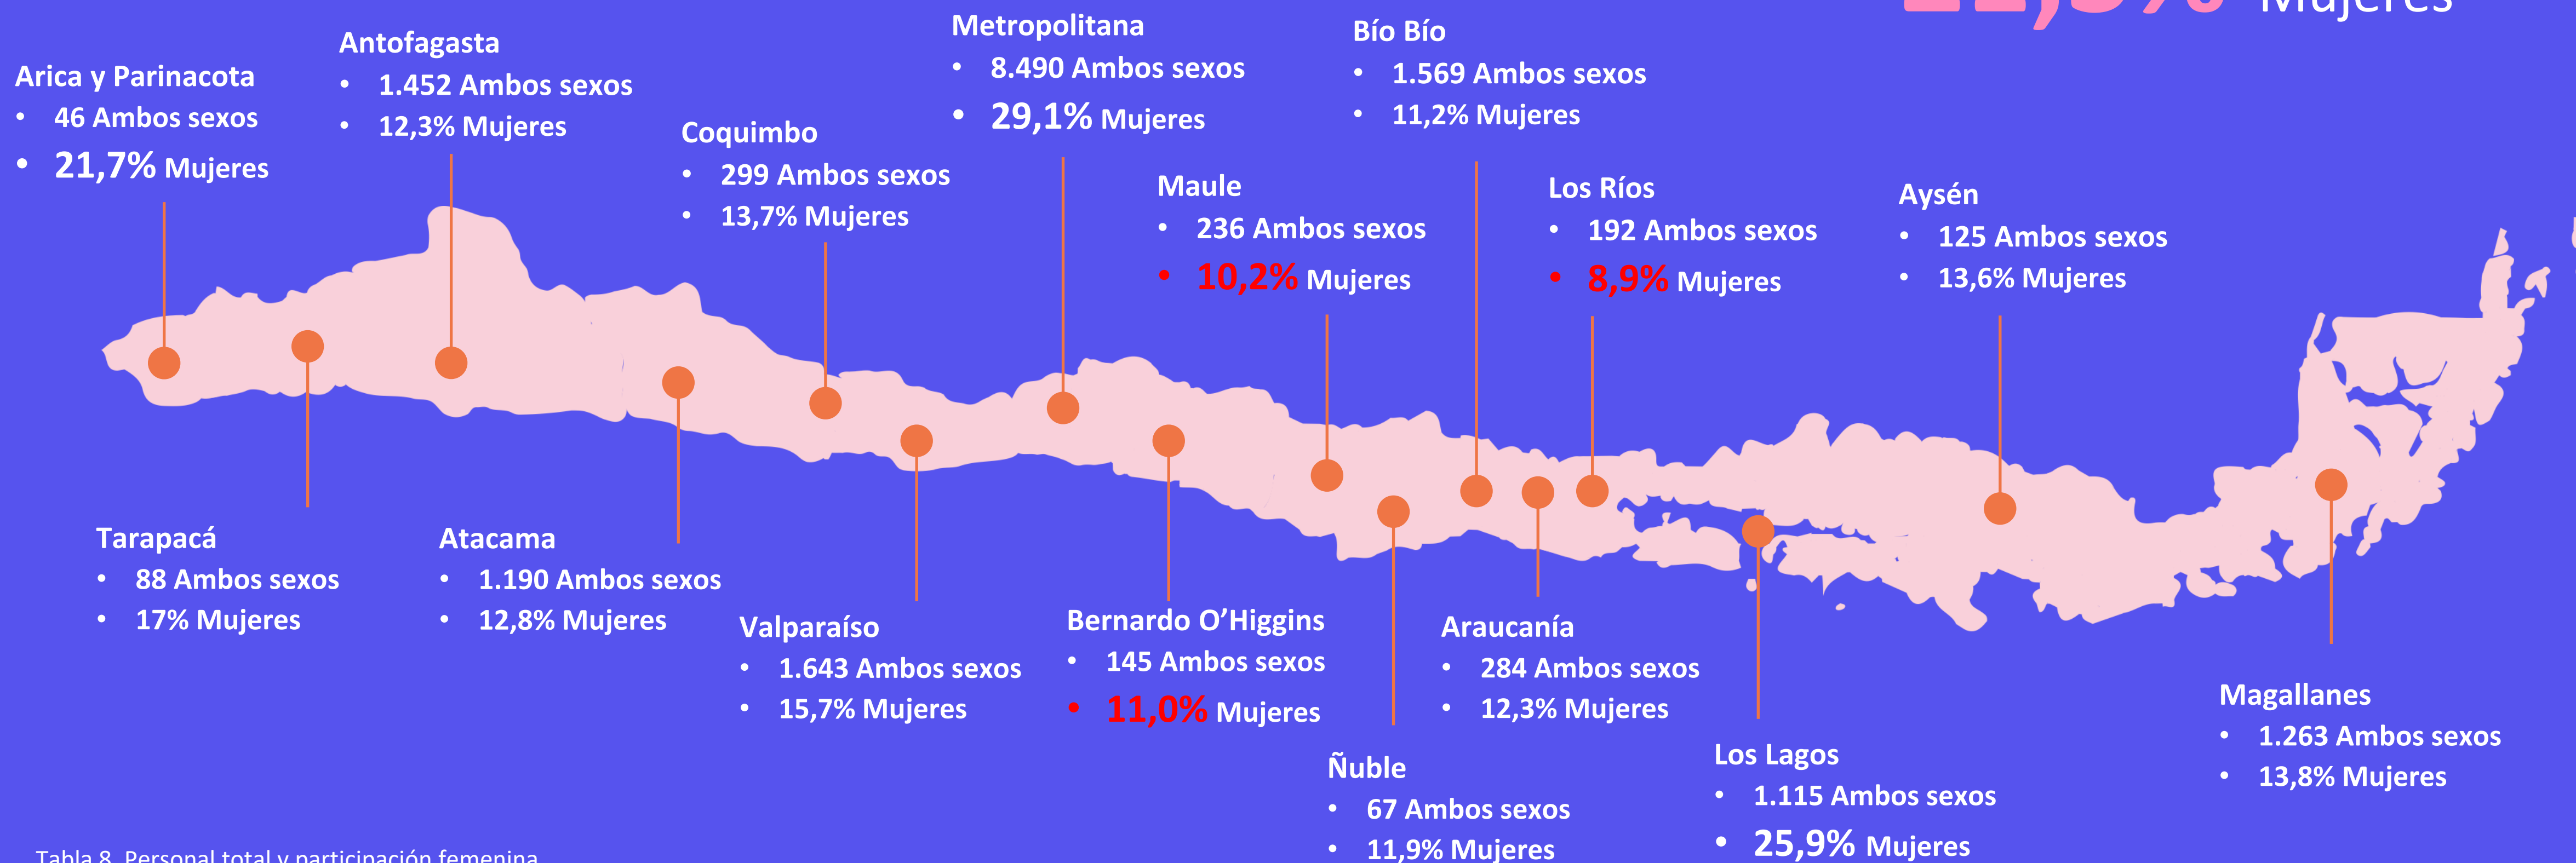 Mujeres
Arica y Parinacota
• 46 Ambos sexos
• 21,7% Mujeres
Antofagasta
• 1.452 Ambos sexos
• 12,3% Mujeres
Coquimbo
• 299 Ambos sexos
• 13,7% Mujeres
Metropolitana
• 8.490 Ambos sexos
• 29,1% Mujeres
Maule
• 236 Ambos sexos
• 10,2% Mujeres
Bío Bío
• 1.569 Ambos sexos
• 11,2% Mujeres
Los Ríos
• 192 Ambos sexos
• 8,9% Mujeres
Aysén
• 125 Ambos sexos
• 13,6% Mujeres
Tarapacá
• 88 Ambos sexos
• 17% Mujeres
Atacama
• 1.190 Ambos sexos
• 12,8% Mujeres
Valparaíso
• 1.643 Ambos sexos
• 15,7% Mujeres
Bernardo O’Higgins
• 145 Ambos sexos
• 11,0% Mujeres
Ñuble
• 67 Ambos sexos
• 11,9% Mujeres
Araucanía
• 284 Ambos sexos
• 12,3% Mujeres
Los Lagos
• 1.115 Ambos sexos
• 25,9% Mujeres
Magallanes
• 1.263 Ambos sexos
• 13,8% Mujeres
Tabla 8. Personal total y participación femenina